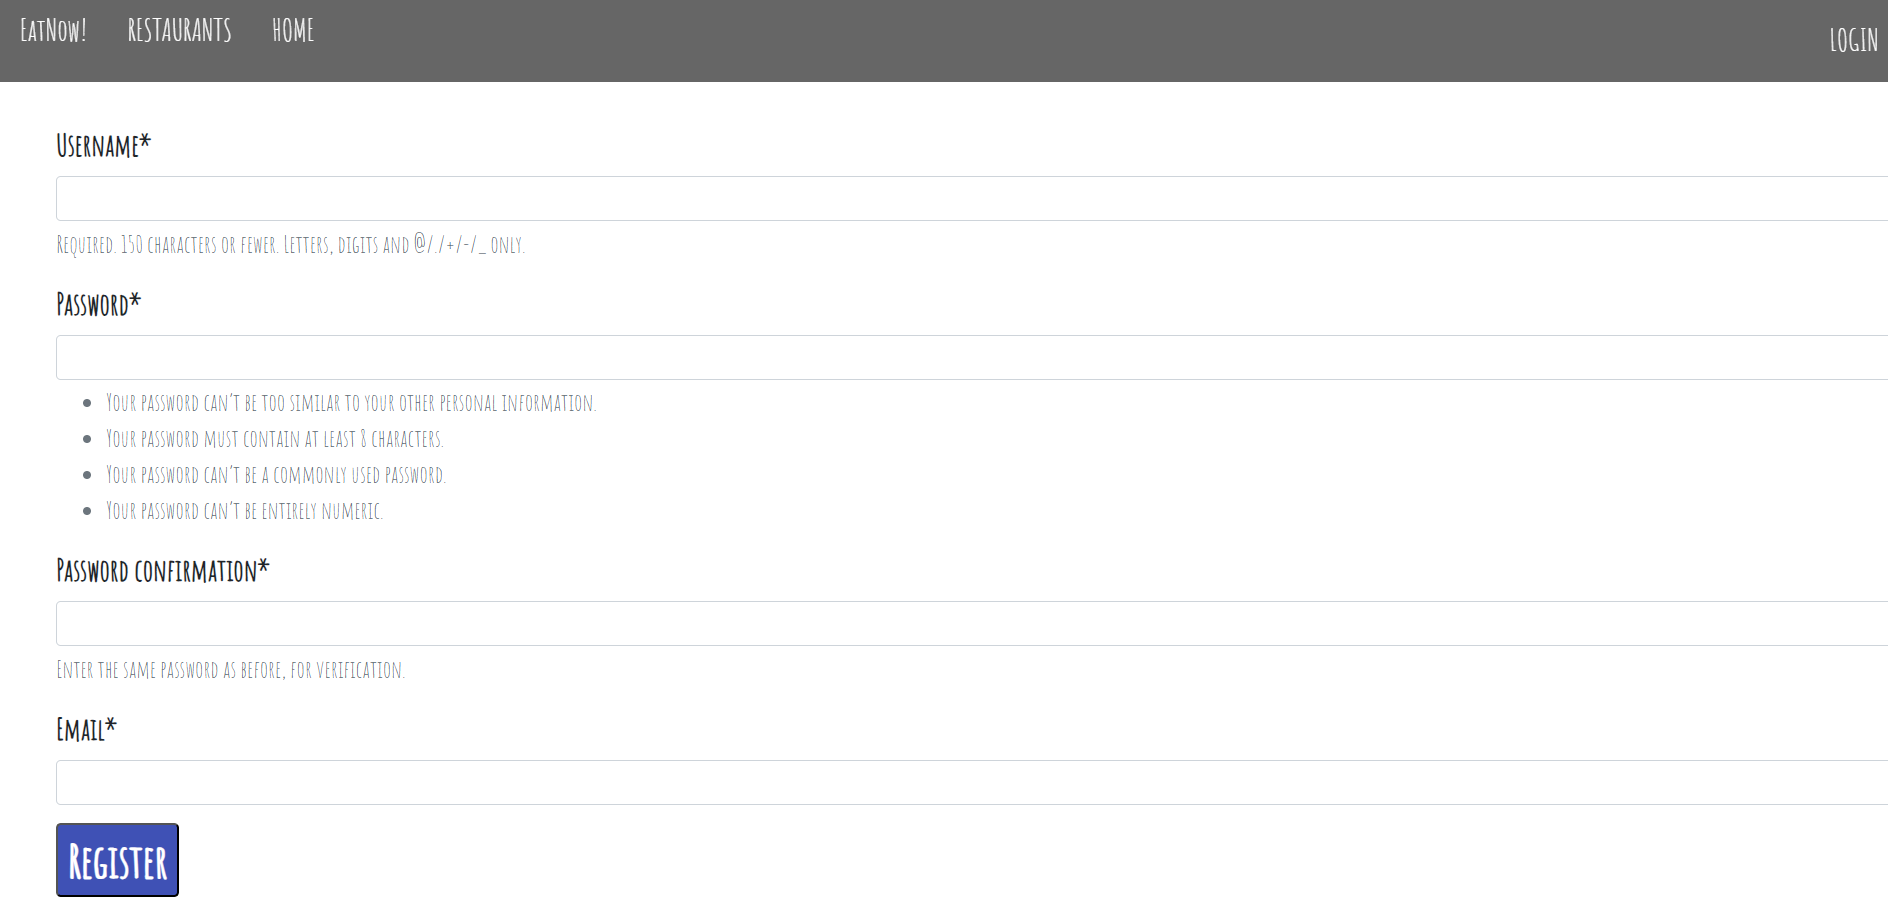 EatNow! RESTAURANTS HOME LOGIN
Username*
Required. 150 characters or fewer. Letters, digits and @/./+/-/_ only.
Password*
Your password can't be too similar to your other personal information.
Your password must contain at least 8 characters.
Your password can't be a commonly used password.
Your password can't be entirely numeric.
Password confirmation*
Enter the same password as before, for verification.
Email*
Register